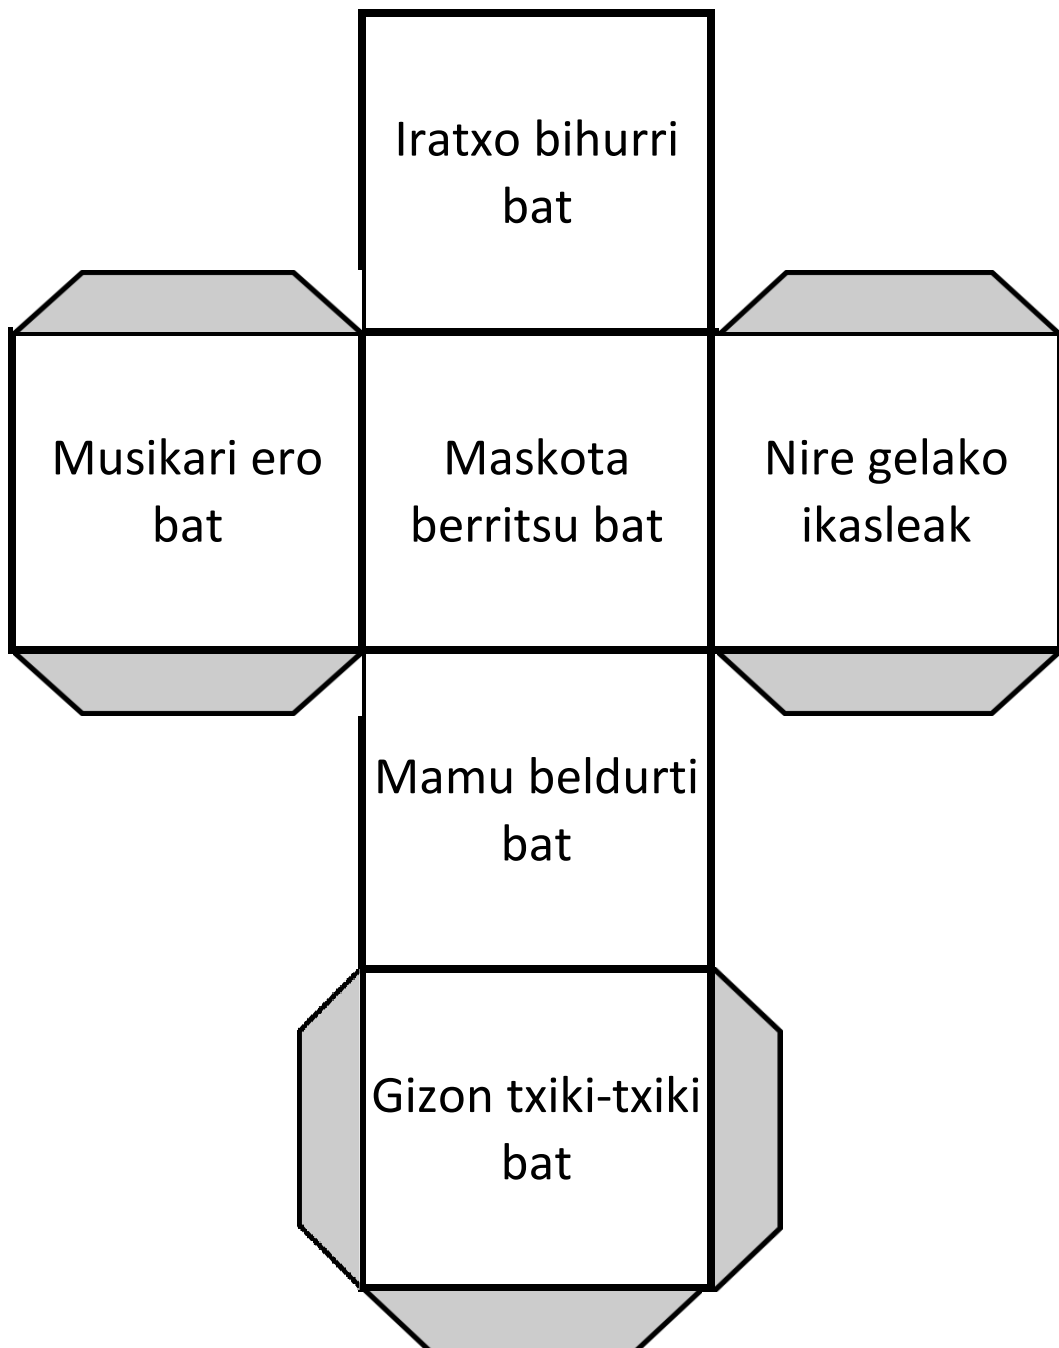 Iratxo bihurri
bat
Musikari ero
bat
Maskota
berritsu bat
Nire gelako
ikasleak
Mamu beldurti
bat
Gizon txiki-txiki
bat